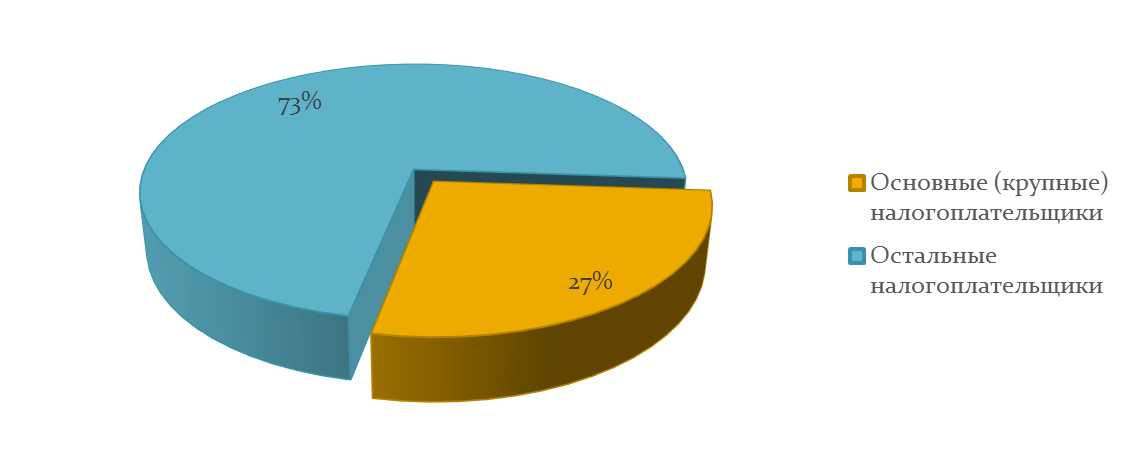 73%
27%
Основные (крупные)
налогоплательщики
Остальные
налогоплательщики